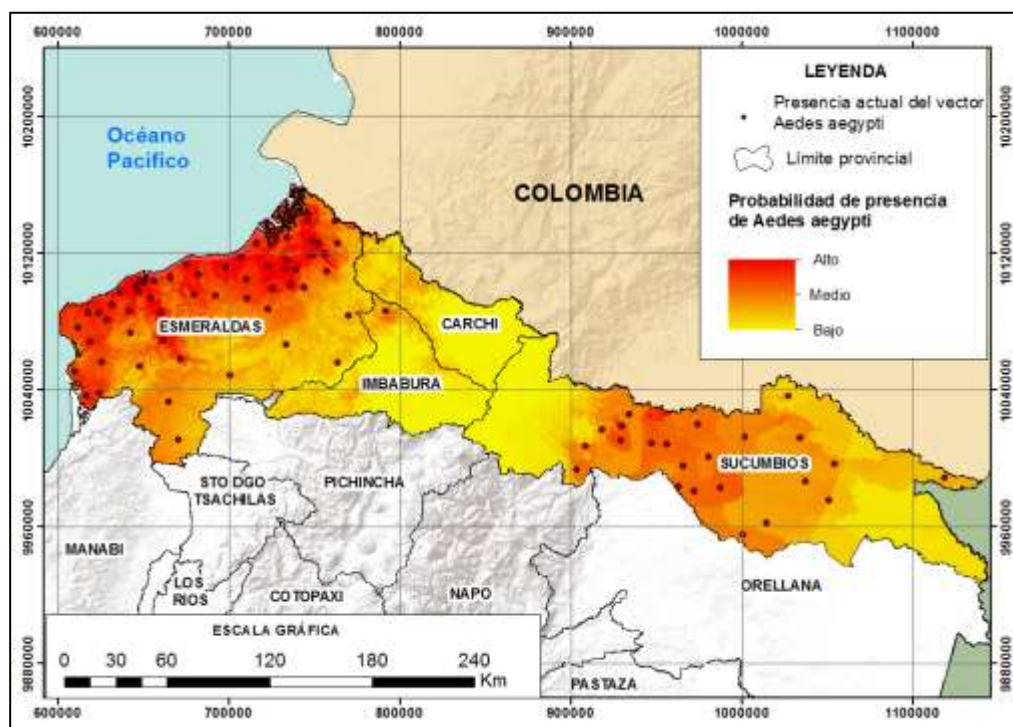 600000 700000 800000 900000 1000000 1100000
LEYENDA
Presencia actual del vector
Aedes aegypti
Límite provincial
Probabilidad de presencia
de Aedes aegypti
Alto
Medio
Bajo
Océano
Pacifico
COLOMBIA
ESMERALDAS
CARCHI
IMBABURA
SUCUMBIOS
STO DGO
TSACHILAS
PICHINCHA
MANABI
LOS
RIOS
COTOPAXI
NAPO
ORELLANA
PASTAZA
ESCALA GRÁFICA
0 30 60 120 180 240
Km
10200000
10120000
10040000
9960000
9880000
10200000
10120000
10040000
9960000
9880000
600000 700000 800000 900000 1000000 1100000